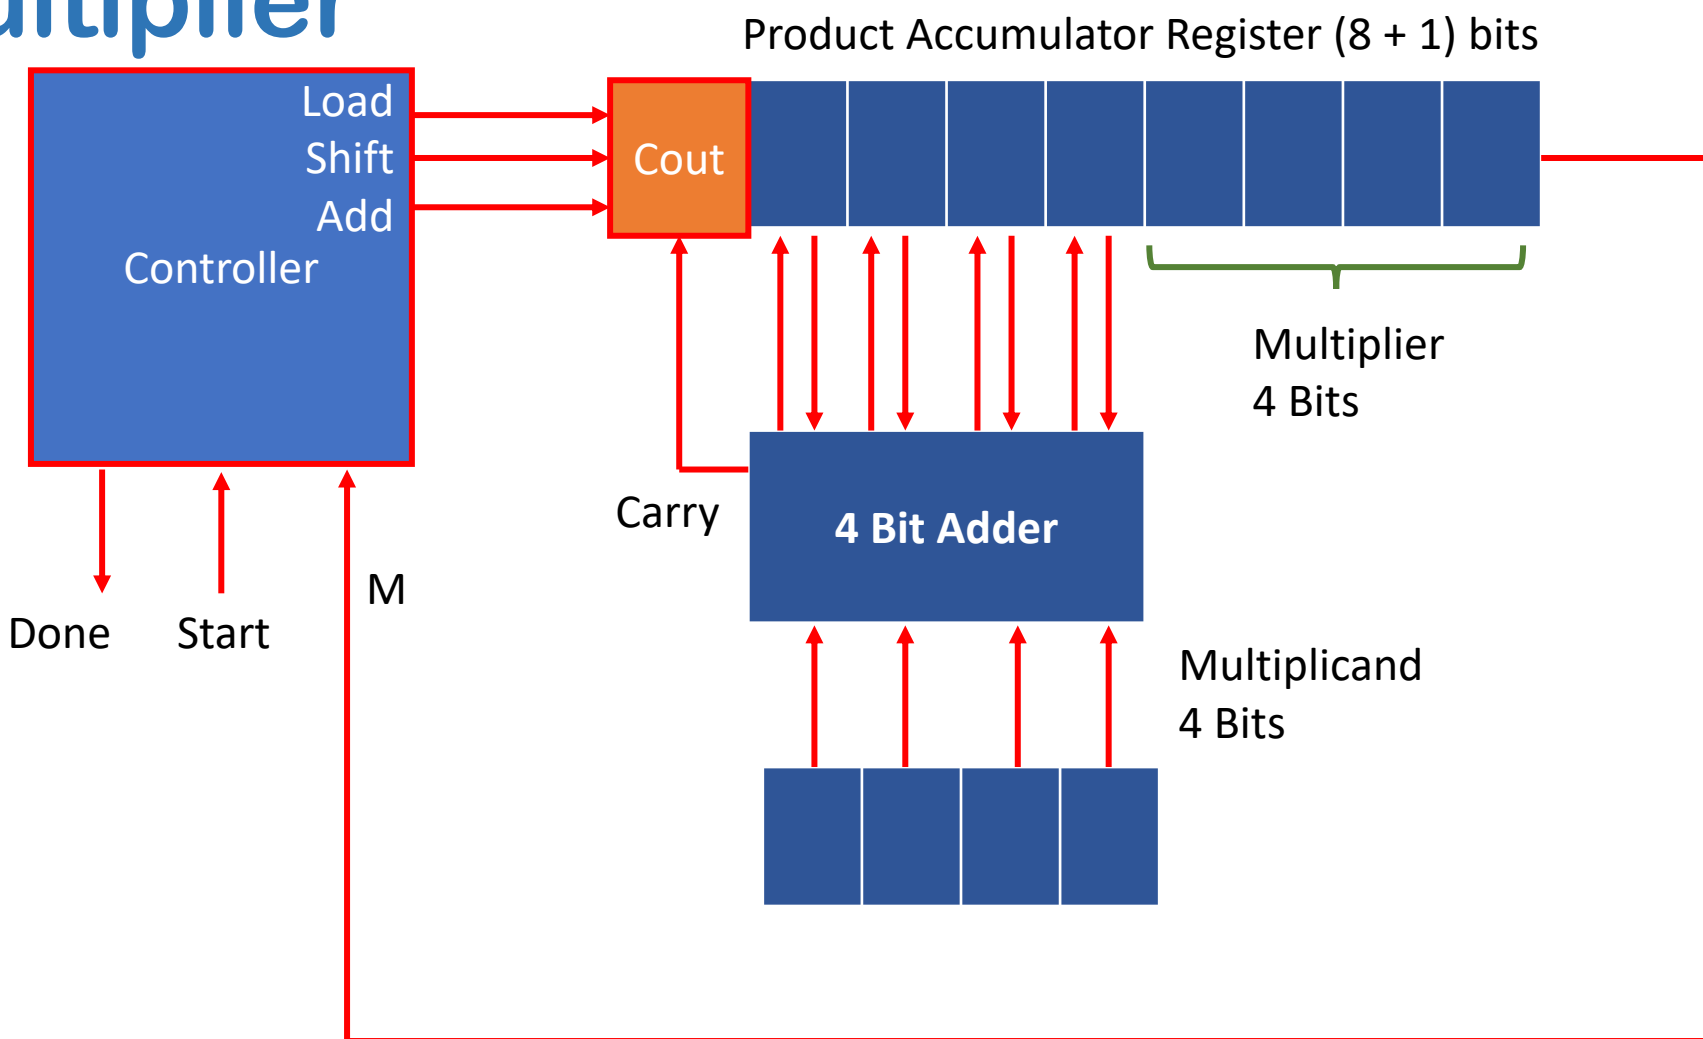 Product Accumulator Register (8 + 1) bits
Load
Shift
Add
Controller
Cout
Multiplier
4 Bits
Carry
4 Bit Adder
M
Done
Start
Multiplicand
4 Bits